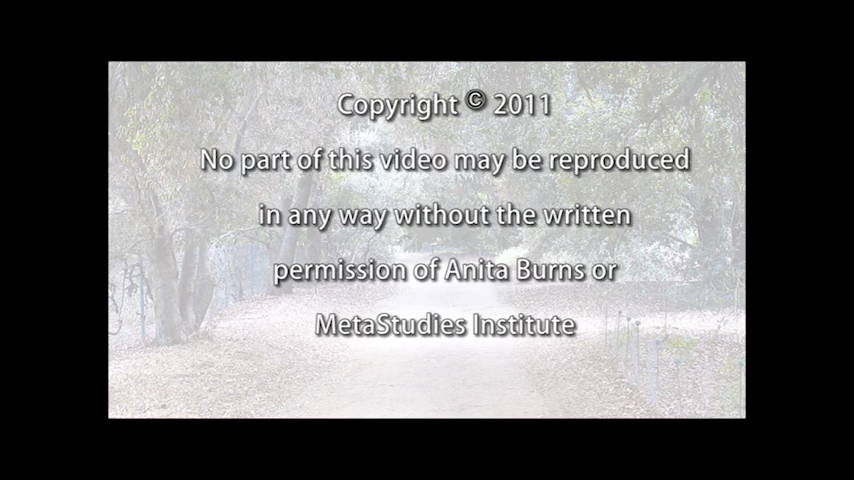 Copyright © 2011
No part of this video may be reproduced
in any way without the written
permission of Anita Burns or
MetaStudies Institute